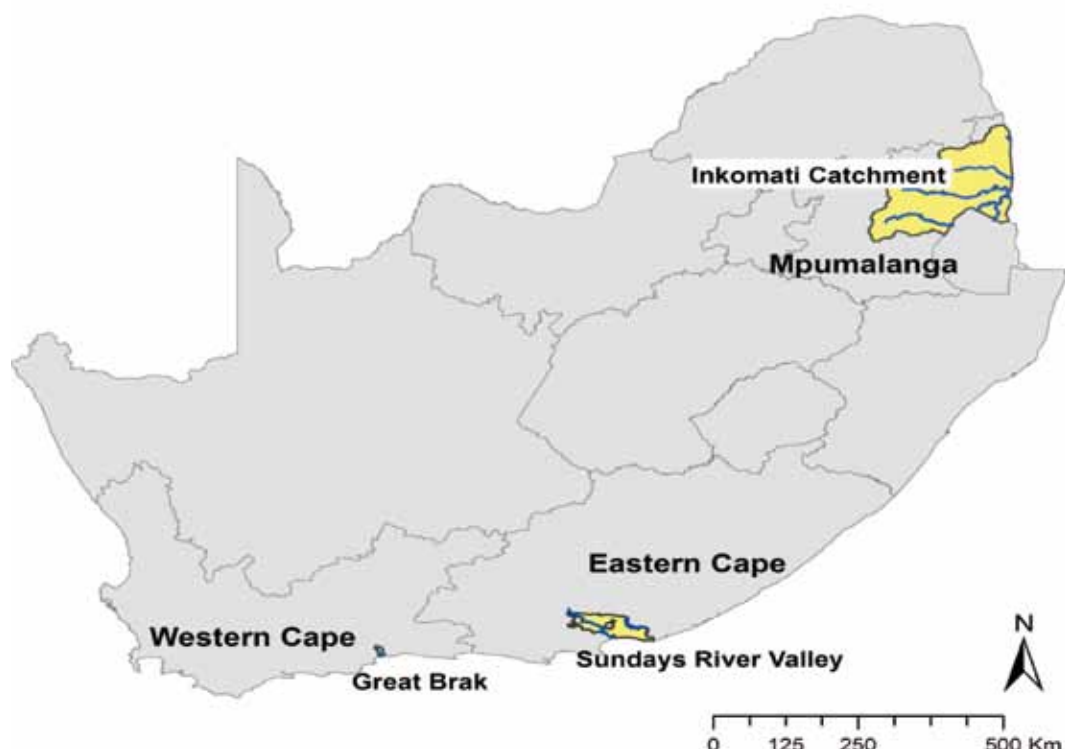 Inkomati Catchment
Mpumalanga
Eastern Cape
Western Cape
Sundays River Valley
Great Brak
N
0 125 250 500 Km